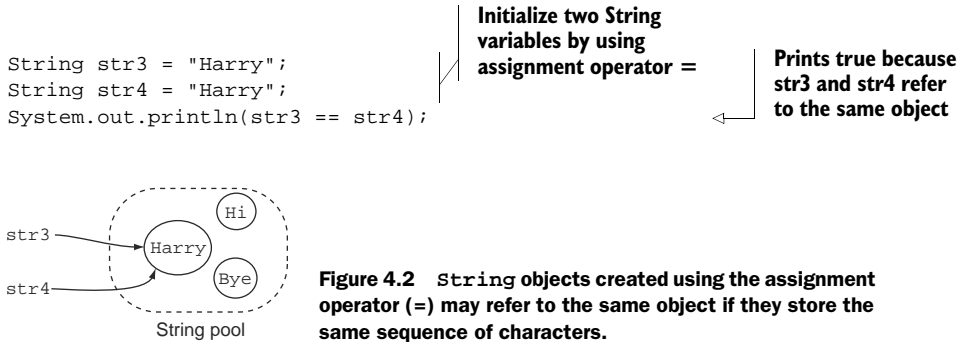 String str3 = "Harry";
String str4 = "Harry";
System.out.println(str3 == str4);
Initialize two String
variables by using
assignment operator =
Prints true because
str3 and str4 refer
to the same object
str3
str4
Harry
Hi
Bye
String pool
Figure 4.2 String objects created using the assignment
operator (=) may refer to the same object if they store the
same sequence of characters.